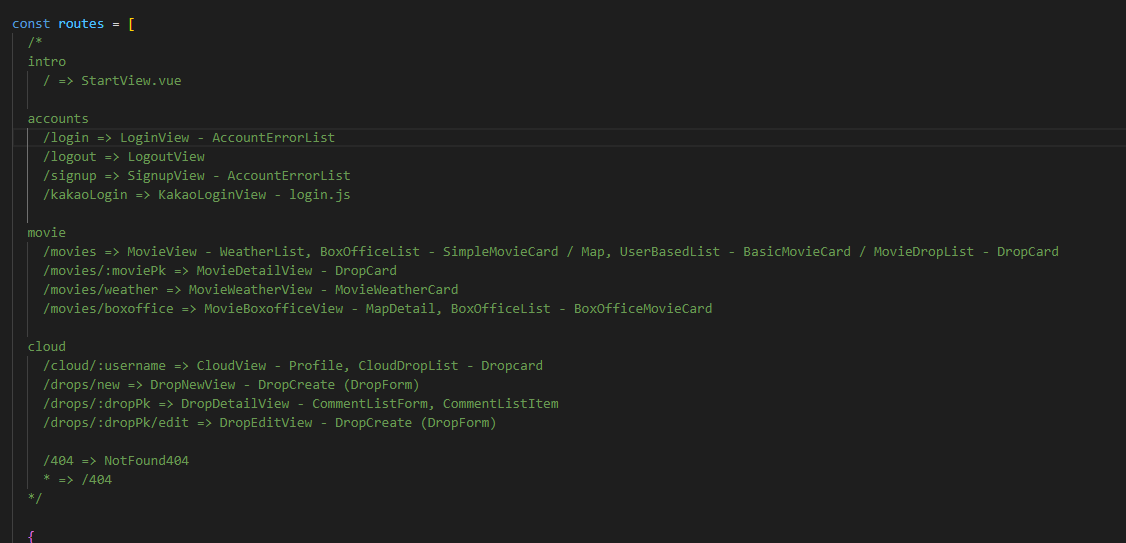 const routes = [
/*
intro
/ => StartView.vue
accounts
/login => LoginView - AccountErrorList
/logout => LogoutView
/signup => SignupView - AccountErrorList
/kakaoLogin => KakaoLoginView - login.js
movie
/movies => MovieView - WeatherList, BoxOfficeList - SimpleMovieCard / Map, UserBasedList - BasicMovieCard / MovieDropList - DropCard
/movies/:moviePk => MovieDetailView - DropCard
/movies/weather => MovieWeatherView - MovieWeatherCard
/movies/boxoffice => MovieBoxofficeView - MapDetail, BoxOfficeList - BoxOfficeMovieCard
cloud
/cloud/:username => CloudView - Profile, CloudDropList - Dropcard
/drops/new => DropNewView - DropCreate (DropForm)
/drops/:dropPk => DropDetailView - CommentListForm, CommentListItem
/drops/:dropPk/edit => DropEditView - DropCreate (DropForm)
/404 => NotFound404
* => /404
*/
{